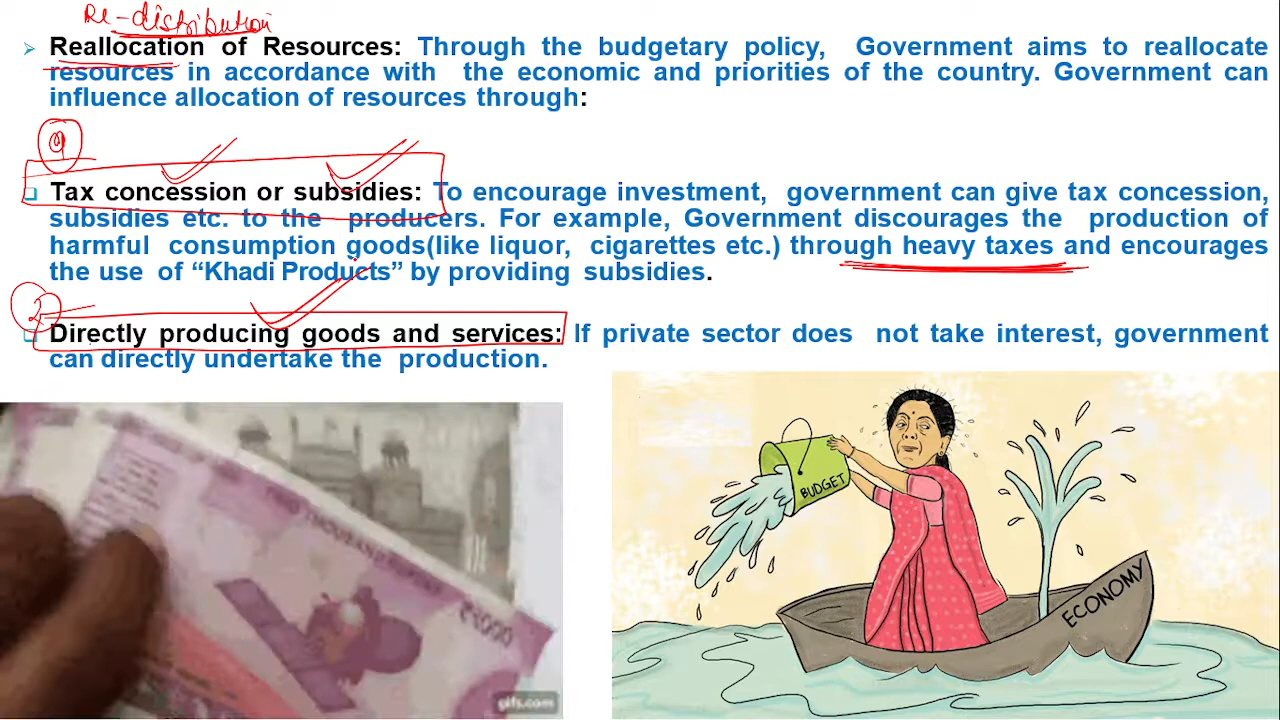 Re-distribution
Reallocation of Resources: Through the budgetary policy, Government aims to reallocate
resources in accordance with the economic and priorities of the country. Government can
influence allocation of resources through:
Tax concession or subsidies: To encourage investment, government can give tax concession,
subsidies etc. to the producers. For example, Government discourages the production of
harmful consumption goods(like liquor, cigarettes etc.) through heavy taxes and encourages
the use of “Khadi Products” by providing subsidies.
2
Directly producing goods and services: If private sector does not take interest, government
can directly undertake the production.
BUDGET
THOUSAND
₹2000
ECONOMY
gifs.com